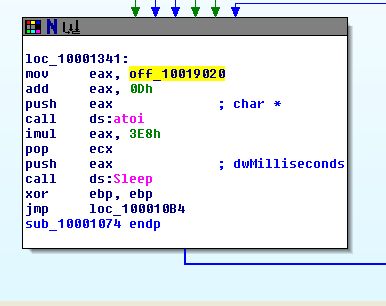 loc_10001341:
mov eax, off_10019020
add eax, 0Dh
push eax ; char *
call ds:atoi
imul eax, 3E8h
pop ecx
push eax ; dwMilliseconds
call ds:Sleep
xor ebp, ebp
jmp loc_100010B4
sub_10001074 endp